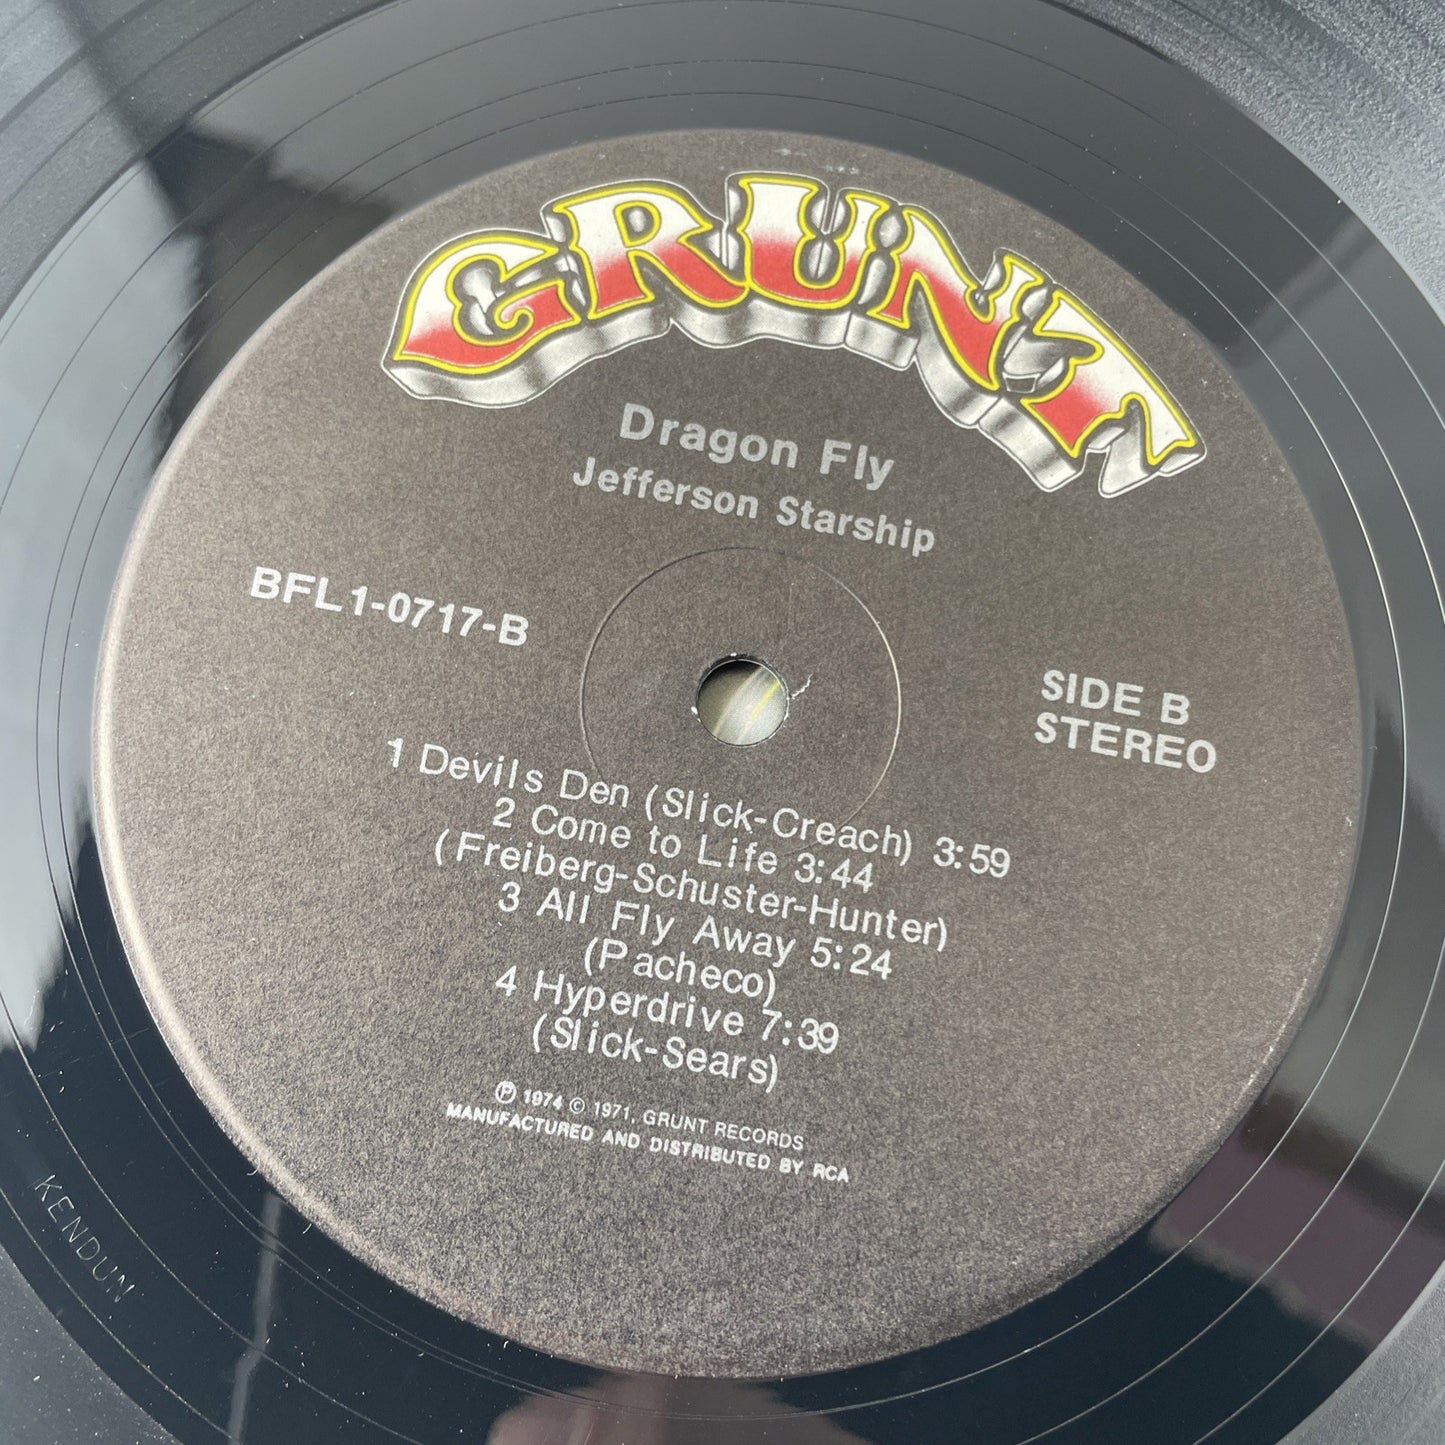 GRUNT
Dragon Fly
Jefferson Starship
BFL1-0717-B
SIDE B
STEREO
1 Devils Den (Slick-Creach) 3:59
2 Come to Life 3:44
(Freiberg-Schuster-Hunter)
3 All Fly Away 5:24
(Pacheco)
4 Hyperdrive 7:39
(Slick-Sears)
Ⓟ 1974 © 1971, GRUNT RECORDS
MANUFACTURED AND DISTRIBUTED BY RCA
KENDUN